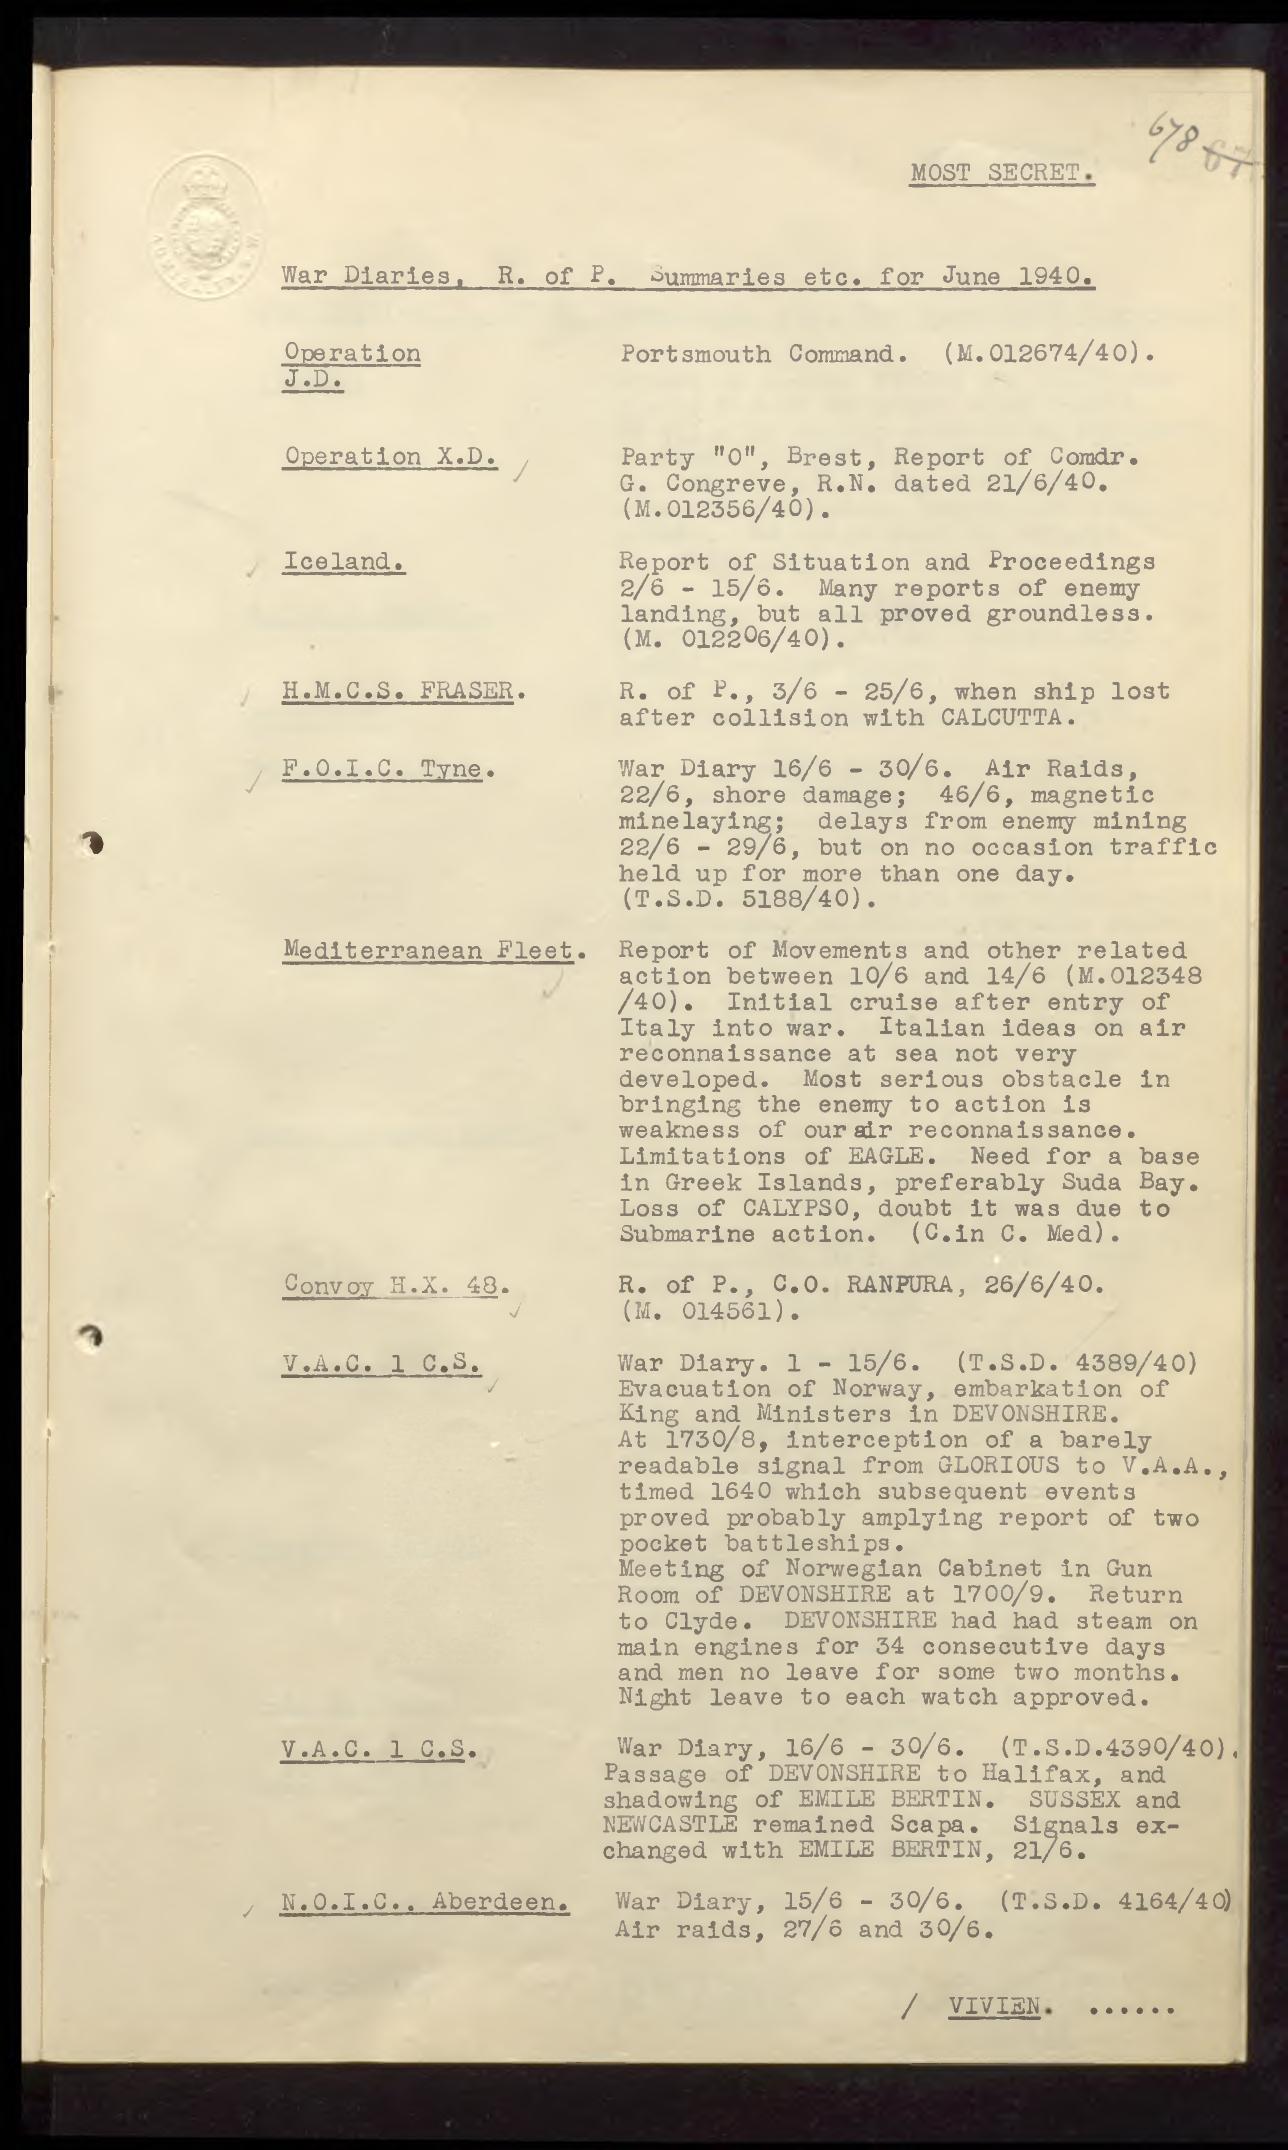 678 67
MOST SECRET.
War Diaries, R. of P. Summaries etc. for June 1940.
Operation
J.D.
Portsmouth Command. (M.012674/40).
Operation X.D.
Party "O", Brest, Report of Comdr.
G. Congreve, R.N. dated 21/6/40.
(M.012356/40).
Iceland.
Report of Situation and Proceedings
2/6 - 15/6. Many reports of enemy
landing, but all proved groundless.
(M. 012206/40).
H.M.C.S. FRASER.
R. of P., 3/6 - 25/6, when ship lost
after collision with CALCUTTA.
F.O.I.C. Tyne.
War Diary 16/6 - 30/6. Air Raids,
22/6, shore damage; 46/6, magnetic
minelaying; delays from enemy mining
22/6 - 29/6, but on no occasion traffic
held up for more than one day.
(T.S.D. 5188/40).
Mediterranean Fleet.
Report of Movements and other related
action between 10/6 and 14/6 (M.012348
/40). Initial cruise after entry of
Italy into war. Italian ideas on air
reconnaissance at sea not very
developed. Most serious obstacle in
bringing the enemy to action is
weakness of our air reconnaissance.
Limitations of EAGLE. Need for a base
in Greek Islands, preferably Suda Bay.
Loss of CALYPSO, doubt it was due to
Submarine action. (C.in C. Med).
Convoy H.X. 48.
R. of P., C.O. RANPURA, 26/6/40.
(M. 014561).
V.A.C. 1 C.S.
War Diary. 1 - 15/6. (T.S.D. 4389/40)
Evacuation of Norway, embarkation of
King and Ministers in DEVONSHIRE.
At 1730/8, interception of a barely
readable signal from GLORIOUS to V.A.A.,
timed 1640 which subsequent events
proved probably amplying report of two
pocket battleships.
Meeting of Norwegian Cabinet in Gun
Room of DEVONSHIRE at 1700/9. Return
to Clyde. DEVONSHIRE had had steam on
main engines for 34 consecutive days
and men no leave for some two months.
Night leave to each watch approved.
V.A.C. 1 C.S.
War Diary, 16/6 - 30/6. (T.S.D.4390/40).
Passage of DEVONSHIRE to Halifax, and
shadowing of EMILE BERTIN. SUSSEX and
NEWCASTLE remained Scapa. Signals ex-
changed with EMILE BERTIN, 21/6.
N.O.I.C.. Aberdeen.
War Diary, 15/6 - 30/6. (T.S.D. 4164/40)
Air raids, 27/6 and 30/6.
/ VIVIEN. ......